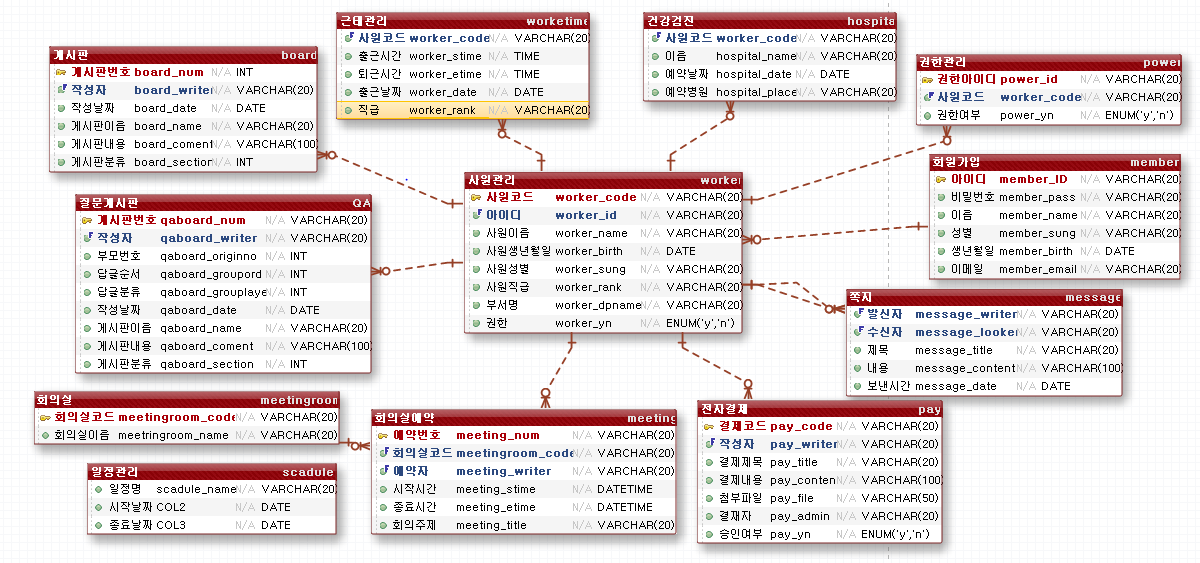 근태관리 worketime
사원코드 worker_code N/A VARCHAR(20)
출근시간 worker_stime N/A TIME
퇴근시간 worker_etime N/A TIME
출근날짜 worker_date N/A DATE
직급 worker_rank N/A VARCHAR(20)
건강검진 hospita
사원코드 worker_code N/A VARCHAR(20)
이름 hospital_name N/A VARCHAR(20)
예약날짜 hospital_date N/A DATE
예약병원 hospital_place N/A VARCHAR(20)
게시판 board
게시판번호 board_num N/A INT
작성자 board_writer N/A VARCHAR(20)
작성날짜 board_date N/A DATE
게시판이음 board_name N/A VARCHAR(20)
게시판내용 board_coment N/A VARCHAR(100)
게시판분류 board_section N/A INT
권한관리 power
권한아이디 power_id N/A VARCHAR(20)
사원코드 worker_code N/A VARCHAR(20)
권한여부 power_yn N/A ENUM('y','n')
회원가입 member
아이디 member_ID N/A VARCHAR(20)
비밀번호 member_pass N/A VARCHAR(20)
이름 member_name N/A VARCHAR(20)
성별 member_sung N/A VARCHAR(20)
생년월일 member_birth N/A DATE
이메일 member_email N/A VARCHAR(20)
사원관리 worker
사원코드 worker_code N/A VARCHAR(20)
아이디 worker_id N/A VARCHAR(20)
사원이름 worker_name N/A VARCHAR(20)
사원생년월일 worker_birth N/A DATE
사원성별 worker_sung N/A VARCHAR(20)
사원직급 worker_rank N/A VARCHAR(20)
부서명 worker_dpname N/A VARCHAR(20)
권한 worker_yn N/A ENUM('y','n')
질문게시판 QA
게시판번호 qaboard_num N/A VARCHAR(20)
작성자 qaboard_writer N/A VARCHAR(20)
부모번호 qaboard_originno N/A INT
답글순서 qaboard_groupord N/A INT
답글분류 qaboard_grouplaye N/A INT
작성날짜 qaboard_date N/A DATE
게시판이음 qaboard_name N/A VARCHAR(20)
게시판내용 qaboard_coment N/A VARCHAR(100)
게시판분류 qaboard_section N/A INT
쪽지 message
발신자 message_writer N/A VARCHAR(20)
수신자 message_looker N/A VARCHAR(20)
제목 message_title N/A VARCHAR(20)
내용 message_content N/A VARCHAR(100)
보낸시간 message_date N/A DATE
회의실 meetingroom
회의실코드 meetingroom_code N/A VARCHAR(20)
회의실이음 meetringroom_name N/A VARCHAR(20)
회의실예약 meeting
예약번호 meeting_num N/A VARCHAR(20)
회의실코드 meetingroom_code N/A VARCHAR(20)
예약자 meeting_writer N/A VARCHAR(20)
시작시간 meeting_stime N/A DATETIME
종료시간 meeting_etime N/A DATETIME
회의주제 meeting_title N/A VARCHAR(20)
전자결제 pay
결제코드 pay_code N/A VARCHAR(20)
작성자 pay_writer N/A VARCHAR(20)
결제제목 pay_title N/A VARCHAR(20)
결제내용 pay_conten N/A VARCHAR(100)
첨부파일 pay_file N/A VARCHAR(50)
결재자 pay_admin N/A VARCHAR(20)
승인여부 pay_yn N/A ENUM('y','n')
일정관리 scadule
일정명 scadule_name N/A VARCHAR(20)
시작날짜 COL2 N/A DATE
종료날짜 COL3 N/A DATE